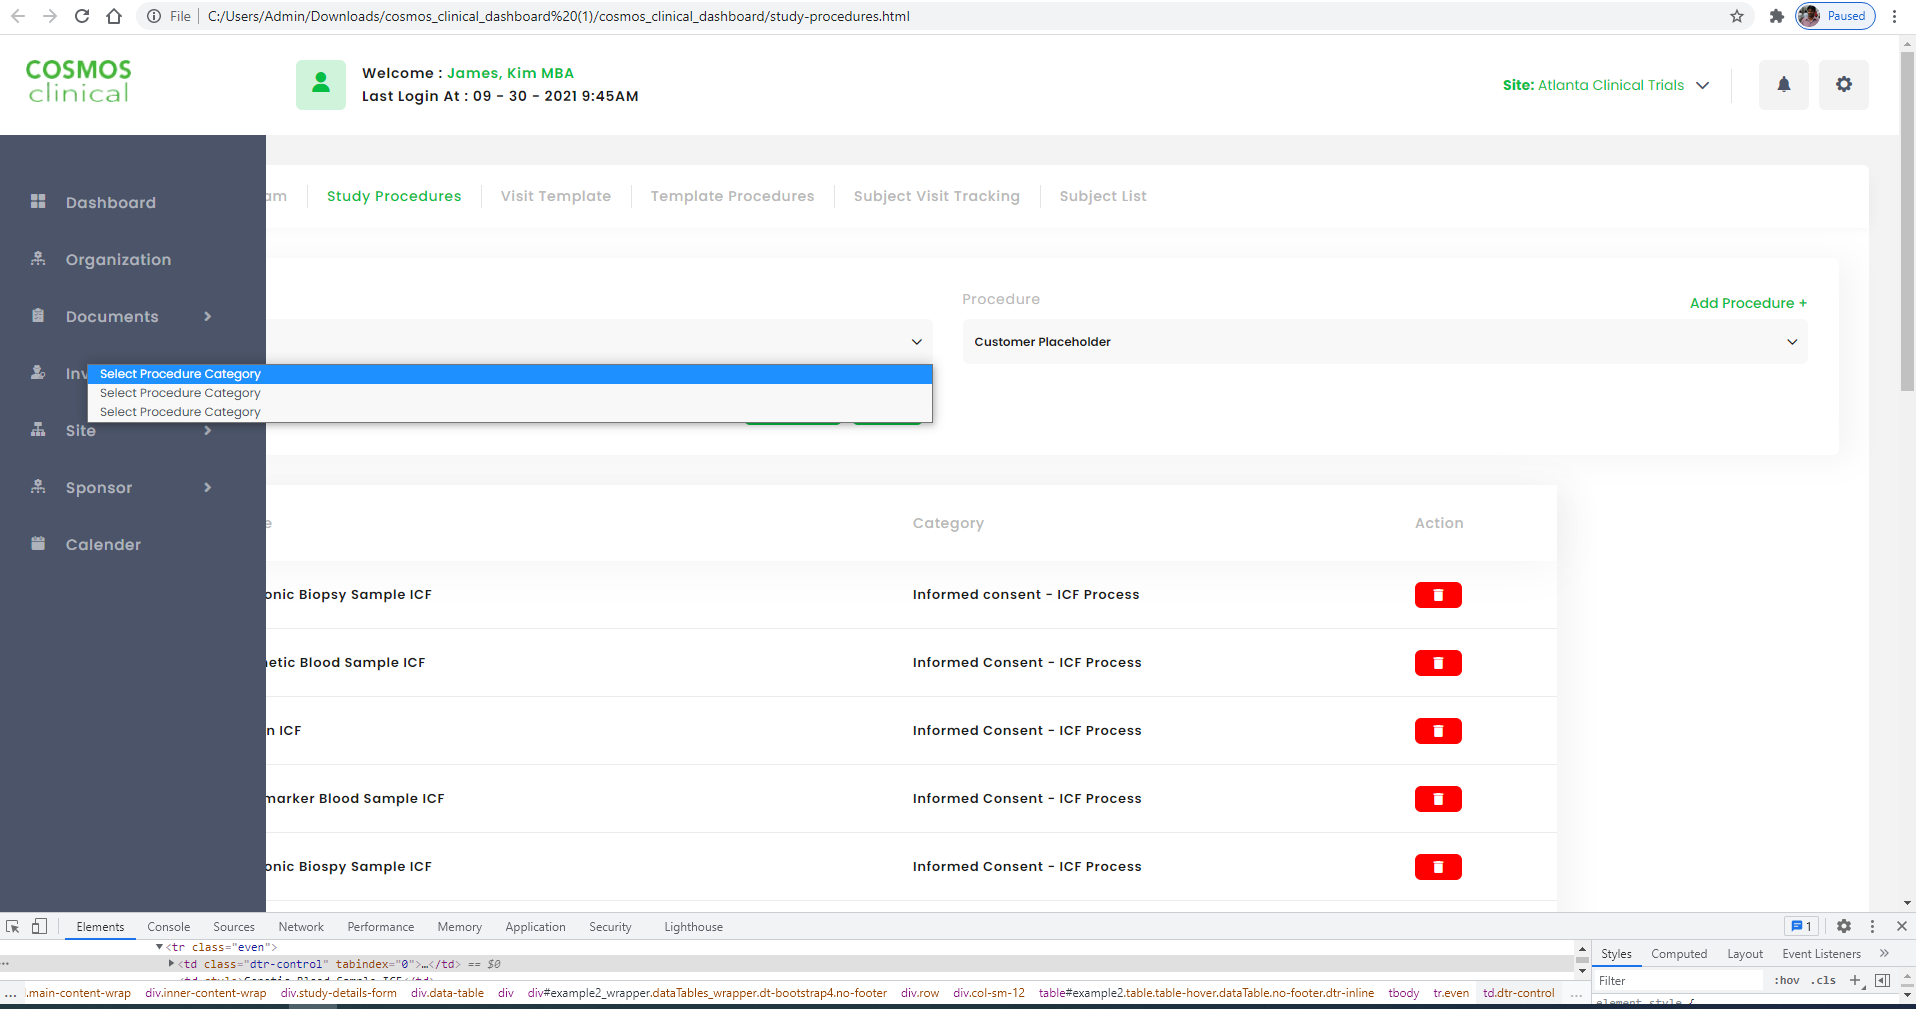 File C:/Users/Admin/Downloads/cosmos_clinical_dashboard%20(1)/cosmos_clinical_dashboard/study-procedures.html Paused
COSMOS
clinical
Welcome : James, Kim MBA
Last Login At : 09 - 30 - 2021 9:45AM
Site: Atlanta Clinical Trials
Dashboard
Organization
Documents
Inv
Site
Sponsor
Calender
am Study Procedures Visit Template Template Procedures Subject Visit Tracking Subject List
Procedure
Add Procedure +
Customer Placeholder
Select Procedure Category
Select Procedure Category
Select Procedure Category
e Category Action
onic Biopsy Sample ICF Informed consent - ICF Process
netic Blood Sample ICF Informed Consent - ICF Process
n ICF Informed Consent - ICF Process
marker Blood Sample ICF Informed Consent - ICF Process
onic Biospy Sample ICF Informed Consent - ICF Process
Elements Console Sources Network Performance Memory Application Security Lighthouse 1
<tr class="even">
<td class="dtr-control" tabindex="0">…</td> == $0
.main-content-wrap div.inner-content-wrap div.study-details-form div.data-table div div#example2_wrapper.dataTables_wrapper.dt-bootstrap4.no-footer div.row div.col-sm-12 table#example2.table.table-hover.dataTable.no-footer.dtr-inline tbody tr.even td.dtr-control
Styles Computed Layout Event Listeners
Filter :hov .cls
element.style {